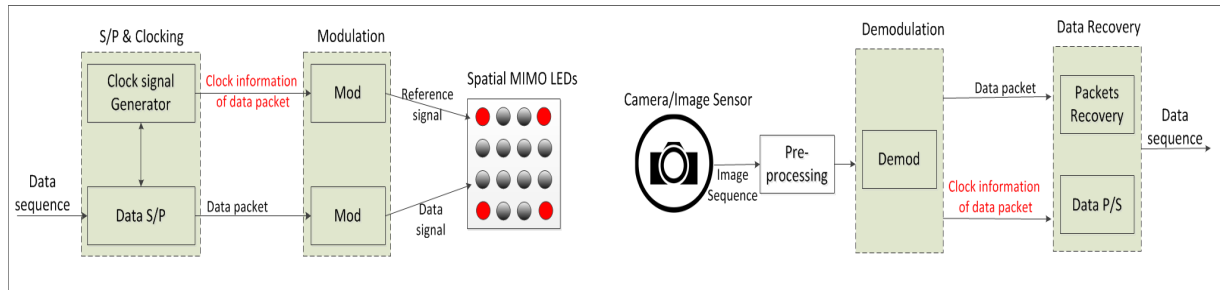 S/P & Clocking
Modulation
Clock signal
Generator
Clock information
of data packet
Mod
Reference
signal
Spatial MIMO LEDs
Data
sequence
Data S/P
Data packet
Mod
Data
signal
Camera/Image Sensor
Image
Sequence
Pre-
processing
Demodulation
Demod
Data packet
Clock information
of data packet
Data Recovery
Packets
Recovery
Data P/S
Data
sequence